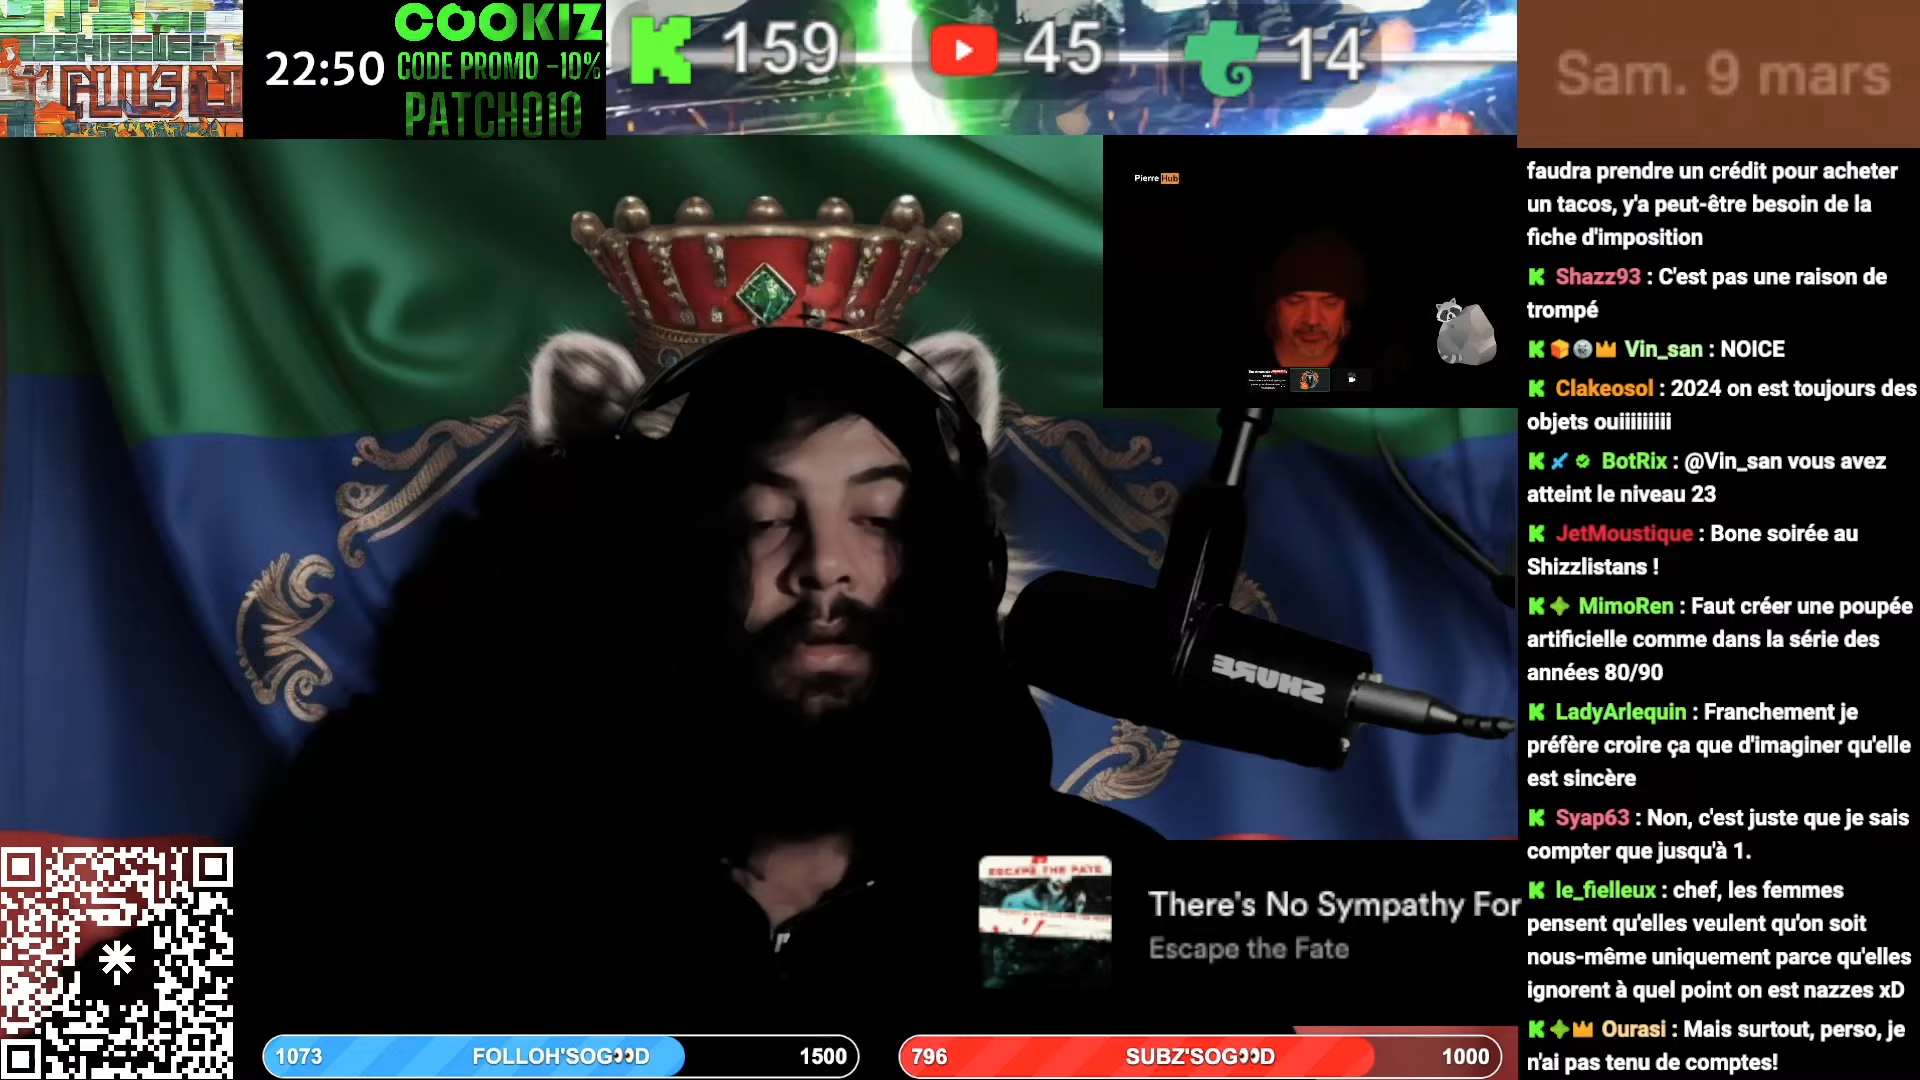 22:50
COOKIZ
CODE PROMO -10%
PATCHO10
159
45
14
Sam. 9 mars
Pierre Hub
faudra prendre un crédit pour acheter
un tacos, y'a peut-être besoin de la
fiche d'imposition
Shazz93 : C'est pas une raison de
trompé
Vin_san : NOICE
Clakeosol : 2024 on est toujours des
objets ouiiiiiiiii
BotRix : @Vin_san vous avez
atteint le niveau 23
JetMoustique : Bone soirée au
Shizzlistans !
MimoRen : Faut créer une poupée
artificielle comme dans la série des
années 80/90
LadyArlequin : Franchement je
préfère croire ça que d'imaginer qu'elle
est sincère
Syap63 : Non, c'est juste que je sais
compter que jusqu'à 1.
le_fielleux : chef, les femmes
pensent qu'elles veulent qu'on soit
nous-même uniquement parce qu'elles
ignorent à quel point on est nazzes xD
Ourasi : Mais surtout, perso, je
n'ai pas tenu de comptes!
SHURE
ESCAPE THE FATE
There's No Sympathy For
Escape the Fate
1073 FOLLOH'SOG👀D 1500
796 SUBZ'SOG👀D 1000